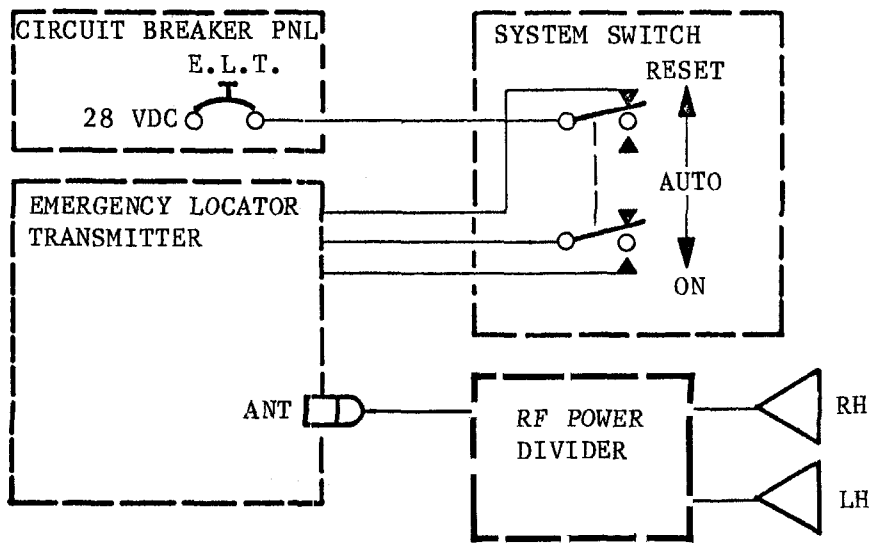 CIRCUIT BREAKER PNL
E.L.T.
28 VDC
SYSTEM SWITCH
RESET
AUTO
ON
EMERGENCY LOCATOR
TRANSMITTER
ANT
RF POWER
DIVIDER
RH
LH